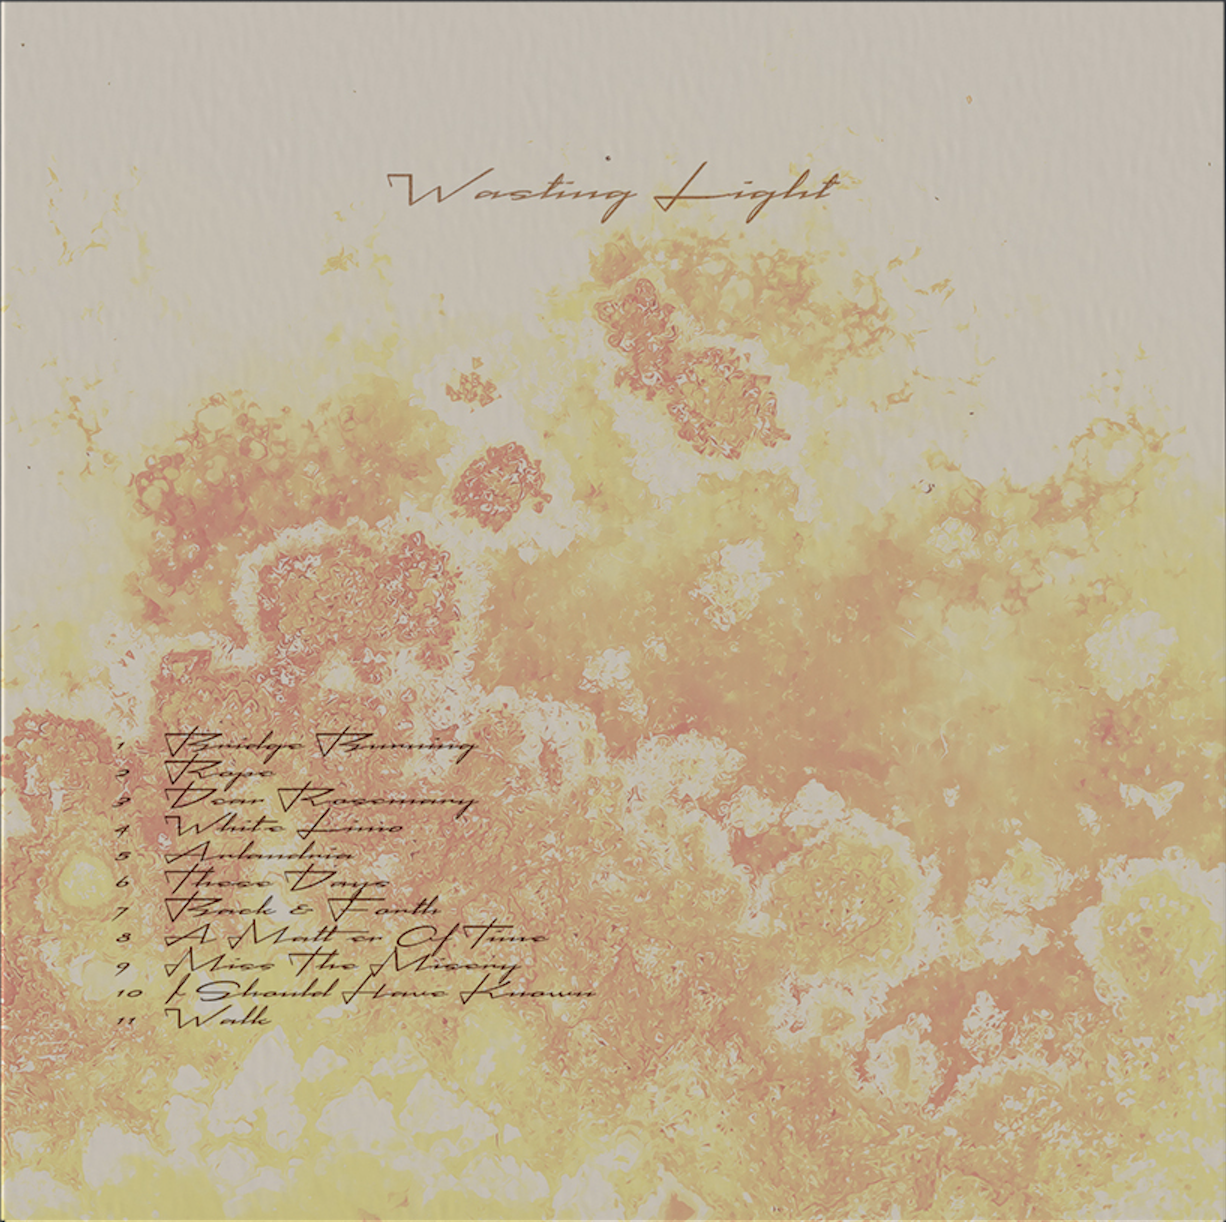 Wasting Light
1 Bridge Burning
2 Rope
3 Dear Rosemary
4 White Limo
5 Arlandria
6 These Days
7 Back & Forth
8 A Matter Of Time
9 Miss The Misery
10 I Should Have Known
11 Walk